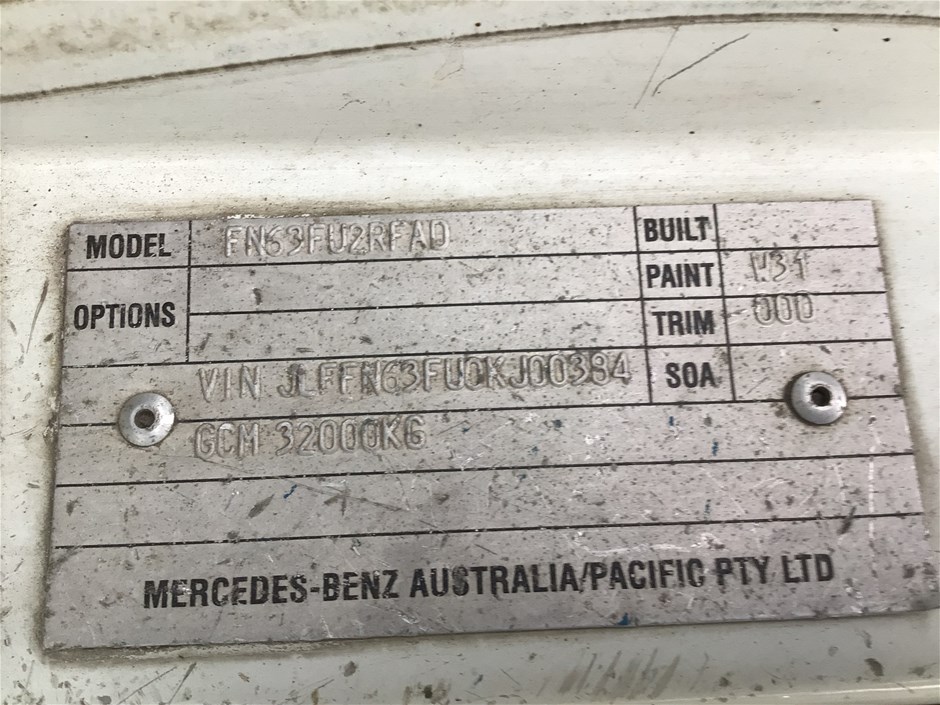 MODEL FN63FU2RFAD BUILT
PAINT W31
OPTIONS TRIM 000
VIN JLFFN63FU0KJ00384 SOA
GCM 32000KG
MERCEDES-BENZ AUSTRALIA/PACIFIC PTY LTD